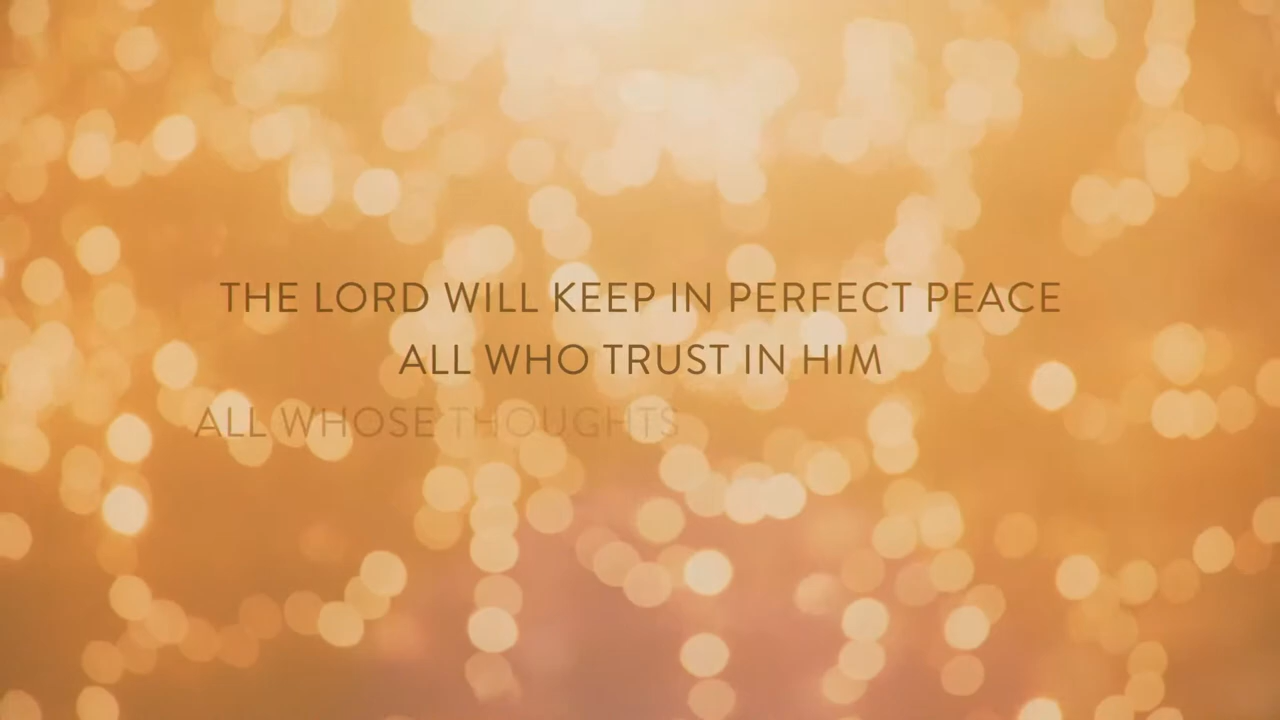 THE LORD WILL KEEP IN PERFECT PEACE
ALL WHO TRUST IN HIM
ALL WHOSE THOUGHTS